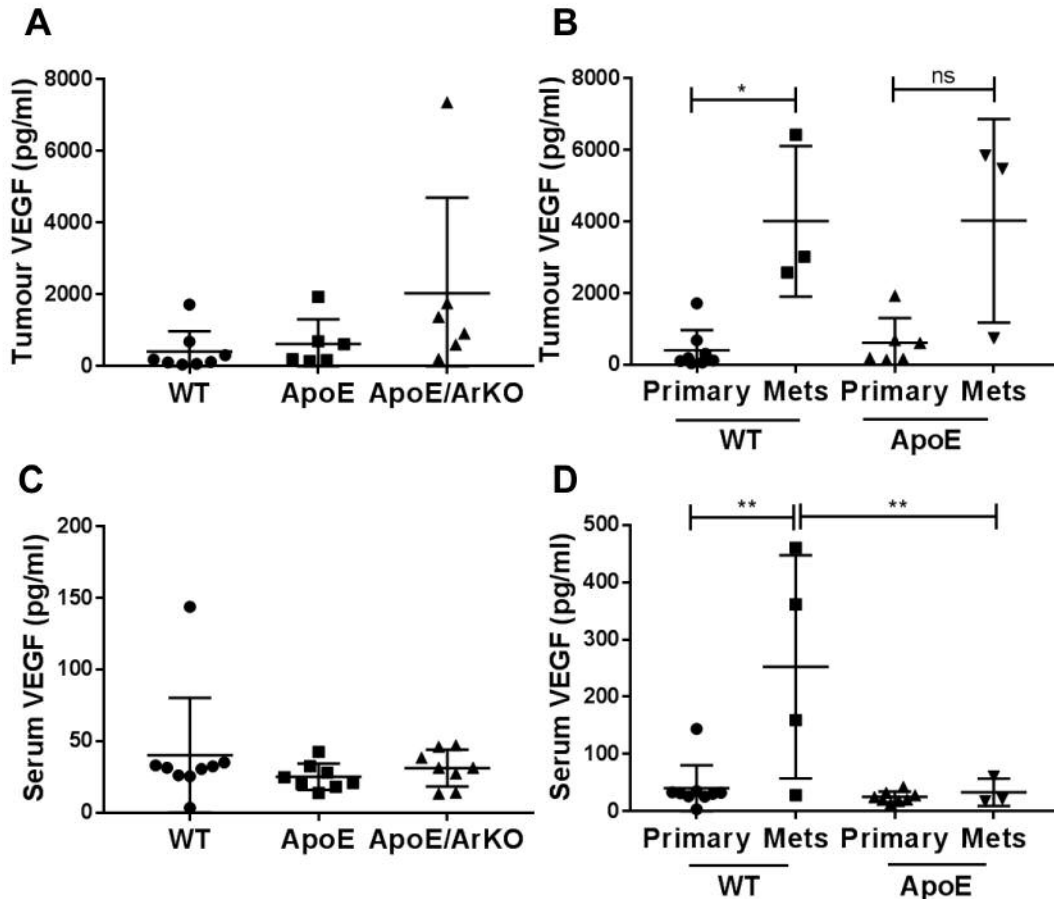 A
Tumour VEGF (pg/ml)
8000
6000
4000
2000
0
WT ApoE ApoE/ArKO
B
Tumour VEGF (pg/ml)
8000
6000
4000
2000
0
* ns
Primary Mets Primary Mets
WT ApoE
C
Serum VEGF (pg/ml)
200
150
100
50
0
WT ApoE ApoE/ArKO
D
Serum VEGF (pg/ml)
500
400
300
200
100
0
** **
Primary Mets Primary Mets
WT ApoE